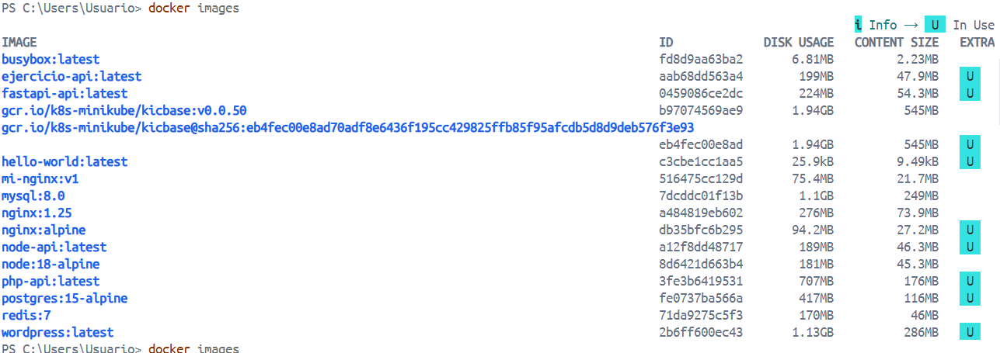 PS C:\Users\Usuario> docker images
i Info → U In Use
IMAGE ID DISK USAGE CONTENT SIZE EXTRA
busybox:latest fd8d9aa63ba2 6.81MB 2.23MB
ejercicio-api:latest aab68dd563a4 199MB 47.9MB U
fastapi-api:latest 0459086ce2dc 224MB 54.3MB U
gcr.io/k8s-minikube/kicbase:v0.0.50 b97074569ae9 1.94GB 545MB
gcr.io/k8s-minikube/kicbase@sha256:eb4fec00e8ad70adf8e6436f195cc429825ffb85f95afcdb5d8d9deb576f3e93
eb4fec00e8ad 1.94GB 545MB U
hello-world:latest c3cbe1cc1aa5 25.9kB 9.49kB U
mi-nginx:v1 516475cc129d 75.4MB 21.7MB
mysql:8.0 7dcddc01f13b 1.1GB 249MB
nginx:1.25 a484819eb602 276MB 73.9MB
nginx:alpine db35bfc6b295 94.2MB 27.2MB U
node-api:latest a12f8dd48717 189MB 46.3MB U
node:18-alpine 8d6421d663b4 181MB 45.3MB
php-api:latest 3fe3b6419531 707MB 176MB U
postgres:15-alpine fe0737ba566a 417MB 116MB U
redis:7 71da9275c5f3 170MB 46MB
wordpress:latest 2b6ff600ec43 1.13GB 286MB U
PS C:\Users\Usuario> docker images